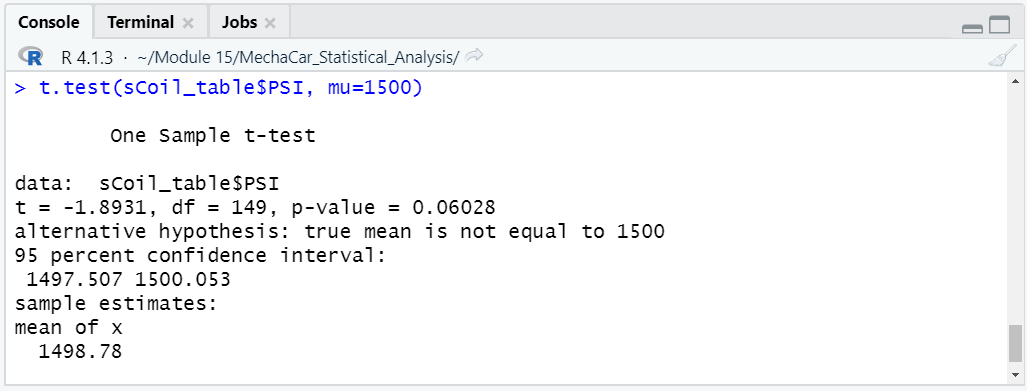 Console Terminal × Jobs ×
R R 4.1.3 · ~/Module 15/MechaCar_Statistical_Analysis/
> t.test(sCoil_table$PSI, mu=1500)
One Sample t-test
data:  sCoil_table$PSI
t = -1.8931, df = 149, p-value = 0.06028
alternative hypothesis: true mean is not equal to 1500
95 percent confidence interval:
1497.507 1500.053
sample estimates:
mean of x
1498.78